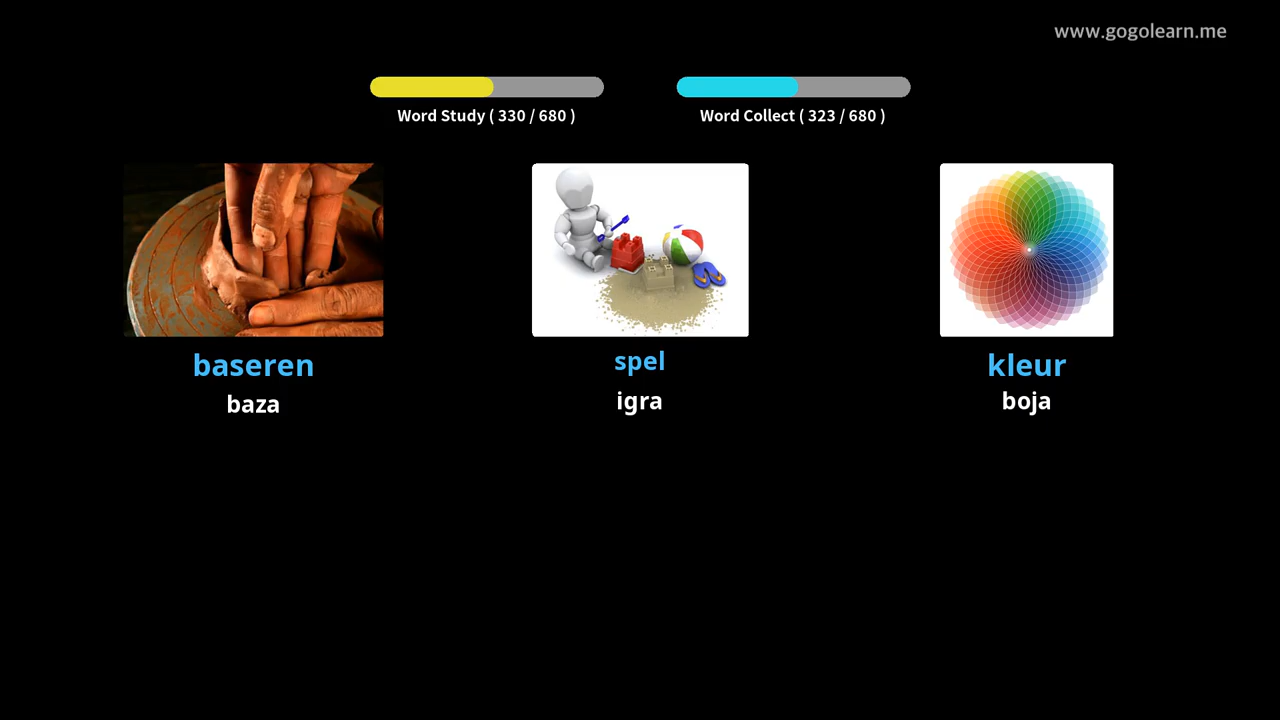 www.gogolearn.me
Word Study ( 330 / 680 )
Word Collect ( 323 / 680 )
baseren
baza
spel
igra
kleur
boja